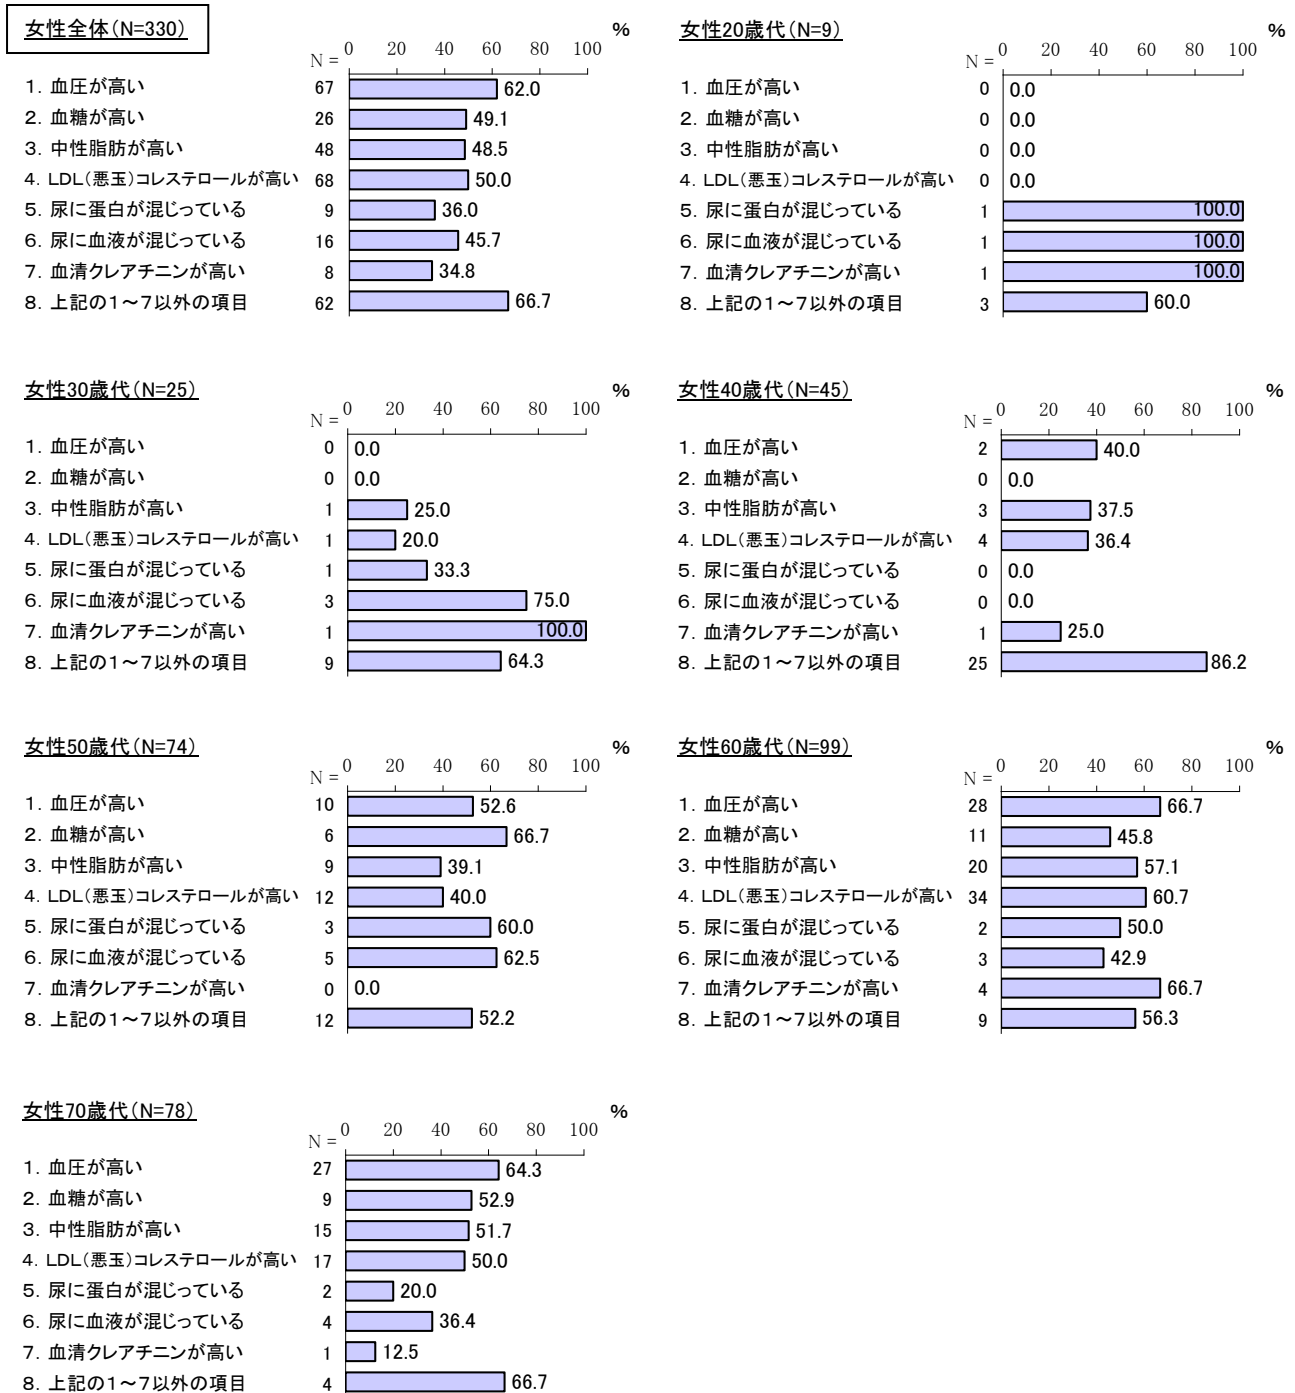 女性全体(N=330)
%
N =
0 20 40 60 80 100
1. 血圧が高い 67 62.0
2. 血糖が高い 26 49.1
3. 中性脂肪が高い 48 48.5
4. LDL(悪玉)コレステロールが高い 68 50.0
5. 尿に蛋白が混じっている 9 36.0
6. 尿に血液が混じっている 16 45.7
7. 血清クレアチニンが高い 8 34.8
8. 上記の1~7以外の項目 62 66.7
女性20歳代(N=9)
%
N =
0 20 40 60 80 100
1. 血圧が高い 0 0.0
2. 血糖が高い 0 0.0
3. 中性脂肪が高い 0 0.0
4. LDL(悪玉)コレステロールが高い 0 0.0
5. 尿に蛋白が混じっている 1 100.0
6. 尿に血液が混じっている 1 100.0
7. 血清クレアチニンが高い 1 100.0
8. 上記の1~7以外の項目 3 60.0
女性30歳代(N=25)
%
N =
0 20 40 60 80 100
1. 血圧が高い 0 0.0
2. 血糖が高い 0 0.0
3. 中性脂肪が高い 1 25.0
4. LDL(悪玉)コレステロールが高い 1 20.0
5. 尿に蛋白が混じっている 1 33.3
6. 尿に血液が混じっている 3 75.0
7. 血清クレアチニンが高い 1 100.0
8. 上記の1~7以外の項目 9 64.3
女性40歳代(N=45)
%
N =
0 20 40 60 80 100
1. 血圧が高い 2 40.0
2. 血糖が高い 0 0.0
3. 中性脂肪が高い 3 37.5
4. LDL(悪玉)コレステロールが高い 4 36.4
5. 尿に蛋白が混じっている 0 0.0
6. 尿に血液が混じっている 0 0.0
7. 血清クレアチニンが高い 1 25.0
8. 上記の1~7以外の項目 25 86.2
女性50歳代(N=74)
%
N =
0 20 40 60 80 100
1. 血圧が高い 10 52.6
2. 血糖が高い 6 66.7
3. 中性脂肪が高い 9 39.1
4. LDL(悪玉)コレステロールが高い 12 40.0
5. 尿に蛋白が混じっている 3 60.0
6. 尿に血液が混じっている 5 62.5
7. 血清クレアチニンが高い 0 0.0
8. 上記の1~7以外の項目 12 52.2
女性60歳代(N=99)
%
N =
0 20 40 60 80 100
1. 血圧が高い 28 66.7
2. 血糖が高い 11 45.8
3. 中性脂肪が高い 20 57.1
4. LDL(悪玉)コレステロールが高い 34 60.7
5. 尿に蛋白が混じっている 2 50.0
6. 尿に血液が混じっている 3 42.9
7. 血清クレアチニンが高い 4 66.7
8. 上記の1~7以外の項目 9 56.3
女性70歳代(N=78)
%
N =
0 20 40 60 80 100
1. 血圧が高い 27 64.3
2. 血糖が高い 9 52.9
3. 中性脂肪が高い 15 51.7
4. LDL(悪玉)コレステロールが高い 17 50.0
5. 尿に蛋白が混じっている 2 20.0
6. 尿に血液が混じっている 4 36.4
7. 血清クレアチニンが高い 1 12.5
8. 上記の1~7以外の項目 4 66.7